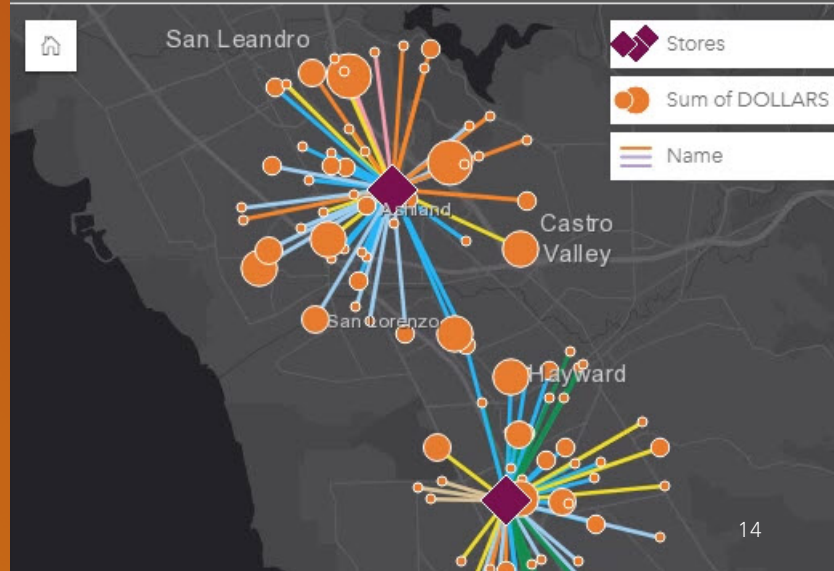 San Leandro
Stores
Sum of DOLLARS
Name
Ashland
Castro
Valley
San Lorenzo
Hayward
14